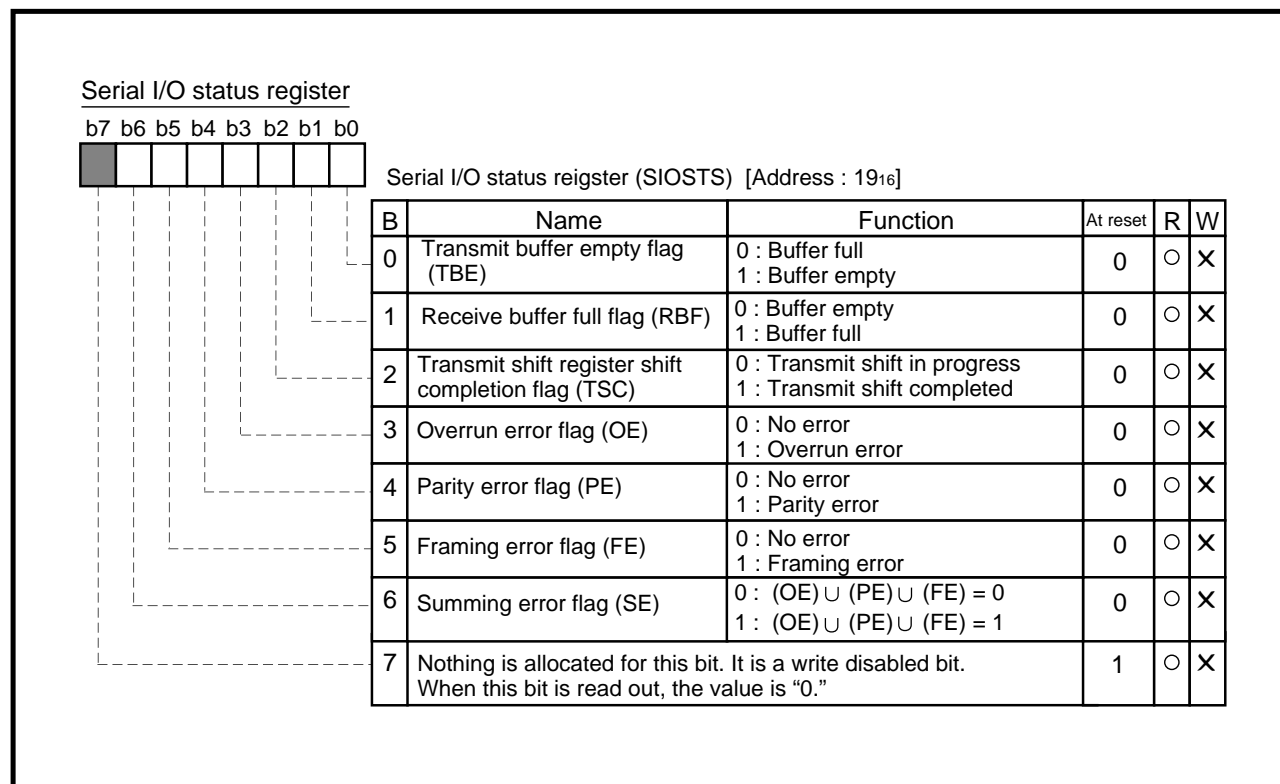 Serial I/O status register
b7 b6 b5 b4 b3 b2 b1 b0
Serial I/O status reigster (SIOSTS) [Address : 1916]
B Name Function At reset R W
0 Transmit buffer empty flag (TBE) 0 : Buffer full 0 ○ ✕
1 : Buffer empty
1 Receive buffer full flag (RBF) 0 : Buffer empty 0 ○ ✕
1 : Buffer full
2 Transmit shift register shift completion flag (TSC) 0 : Transmit shift in progress 0 ○ ✕
1 : Transmit shift completed
3 Overrun error flag (OE) 0 : No error 0 ○ ✕
1 : Overrun error
4 Parity error flag (PE) 0 : No error 0 ○ ✕
1 : Parity error
5 Framing error flag (FE) 0 : No error 0 ○ ✕
1 : Framing error
6 Summing error flag (SE) 0 : (OE) ∪ (PE) ∪ (FE) = 0 0 ○ ✕
1 : (OE) ∪ (PE) ∪ (FE) = 1
7 Nothing is allocated for this bit. It is a write disabled bit. 1 ○ ✕
When this bit is read out, the value is “0.”